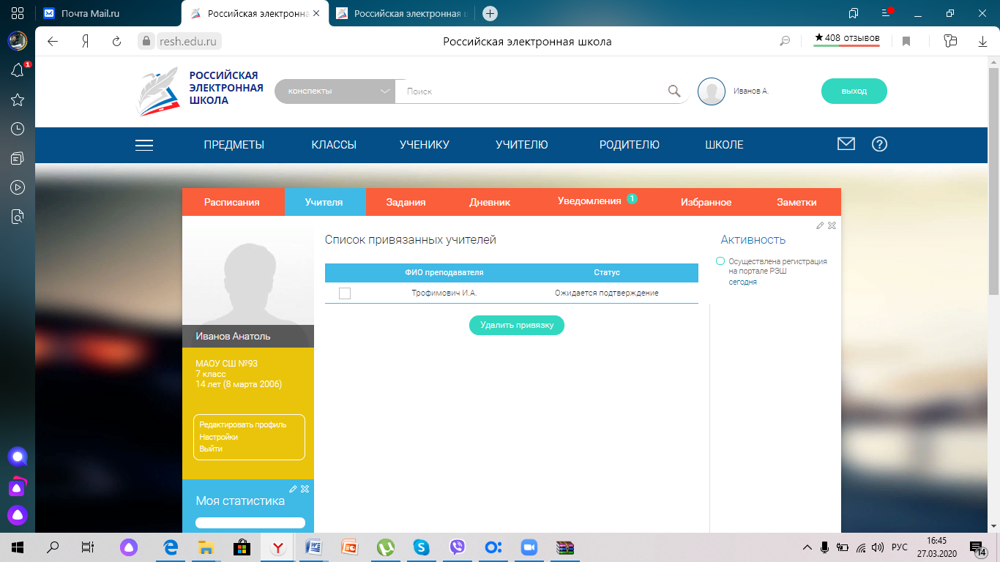 Почта Mail.ru
Российская электронна
Российская электронная
resh.edu.ru
Российская электронная школа
★408 отзывов
1
РОССИЙСКАЯ
ЭЛЕКТРОННАЯ
ШКОЛА
конспекты
Поиск
Иванов А.
выход
ПРЕДМЕТЫ
КЛАССЫ
УЧЕНИКУ
УЧИТЕЛЮ
РОДИТЕЛЮ
ШКОЛЕ
Расписания
Учителя
Задания
Дневник
Уведомления 1
Избранное
Заметки
Список привязанных учителей
ФИО преподавателя
Статус
Трофимович И.А.
Ожидается подтверждение
Удалить привязку
Активность
Осуществлена регистрация
на портале РЭШ
сегодня
Иванов Анатоль
МАОУ СШ №93
7 класс
14 лет (8 марта 2006)
Редактировать профиль
Настройки
Выйти
Моя статистика
РУС
16:45
27.03.2020
14